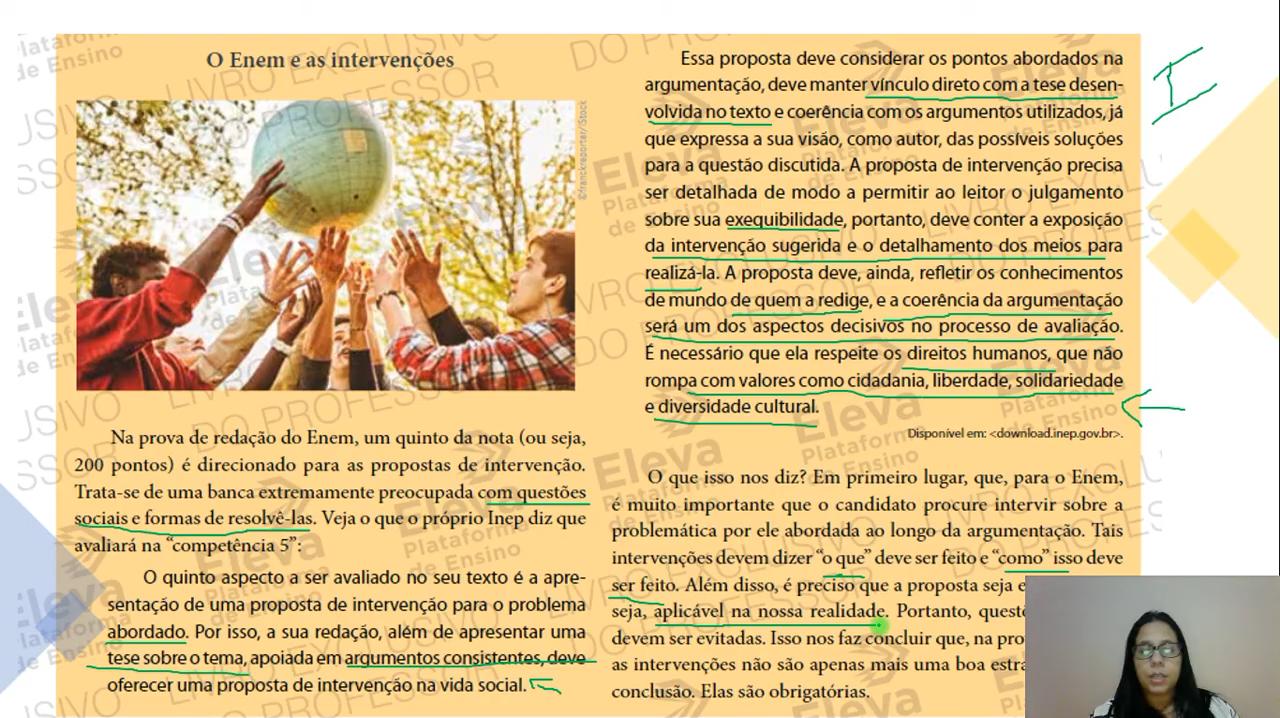 O Enem e as intervenções
©franckreporter/iStock
Na prova de redação do Enem, um quinto da nota (ou seja,
200 pontos) é direcionado para as propostas de intervenção.
Trata-se de uma banca extremamente preocupada com questões
sociais e formas de resolvê-las. Veja o que o próprio Inep diz que
avaliará na “competência 5”:
O quinto aspecto a ser avaliado no seu texto é a apre-
sentação de uma proposta de intervenção para o problema
abordado. Por isso, a sua redação, além de apresentar uma
tese sobre o tema, apoiada em argumentos consistentes, deve
oferecer uma proposta de intervenção na vida social.
Essa proposta deve considerar os pontos abordados na
argumentação, deve manter vínculo direto com a tese desen-
volvida no texto e coerência com os argumentos utilizados, já
que expressa a sua visão, como autor, das possíveis soluções
para a questão discutida. A proposta de intervenção precisa
ser detalhada de modo a permitir ao leitor o julgamento
sobre sua exequibilidade, portanto, deve conter a exposição
da intervenção sugerida e o detalhamento dos meios para
realizá-la. A proposta deve, ainda, refletir os conhecimentos
de mundo de quem a redige, e a coerência da argumentação
será um dos aspectos decisivos no processo de avaliação.
É necessário que ela respeite os direitos humanos, que não
rompa com valores como cidadania, liberdade, solidariedade
e diversidade cultural.
Disponível em: <download.inep.gov.br>.
O que isso nos diz? Em primeiro lugar, que, para o Enem,
é muito importante que o candidato procure intervir sobre a
problemática por ele abordada ao longo da argumentação. Tais
intervenções devem dizer “o que” deve ser feito e “como” isso deve
ser feito. Além disso, é preciso que a proposta seja
seja, aplicável na nossa realidade. Portanto,
devem ser evitadas. Isso nos faz concluir que, na
as intervenções não são apenas mais uma boa
conclusão. Elas são obrigatórias.
I
Eleva
Plataforma
de Ensino
LIVRO EXCLUSIVO
DO PROFESSOR